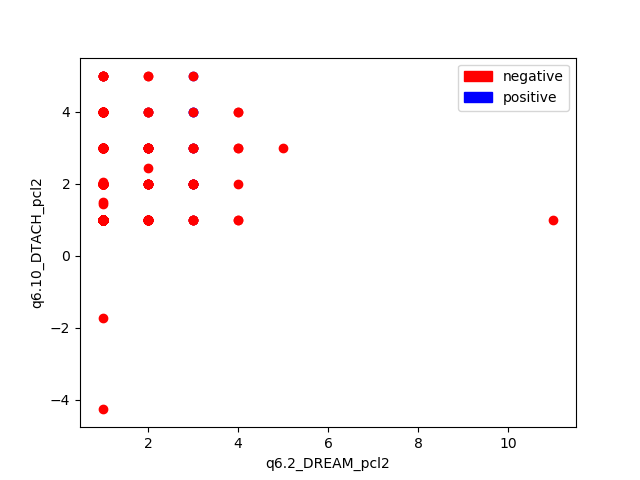 negative
positive
4
2
0
−2
−4
q6.10_DTACH_pcl2
2
4
6
8
10
q6.2_DREAM_pcl2